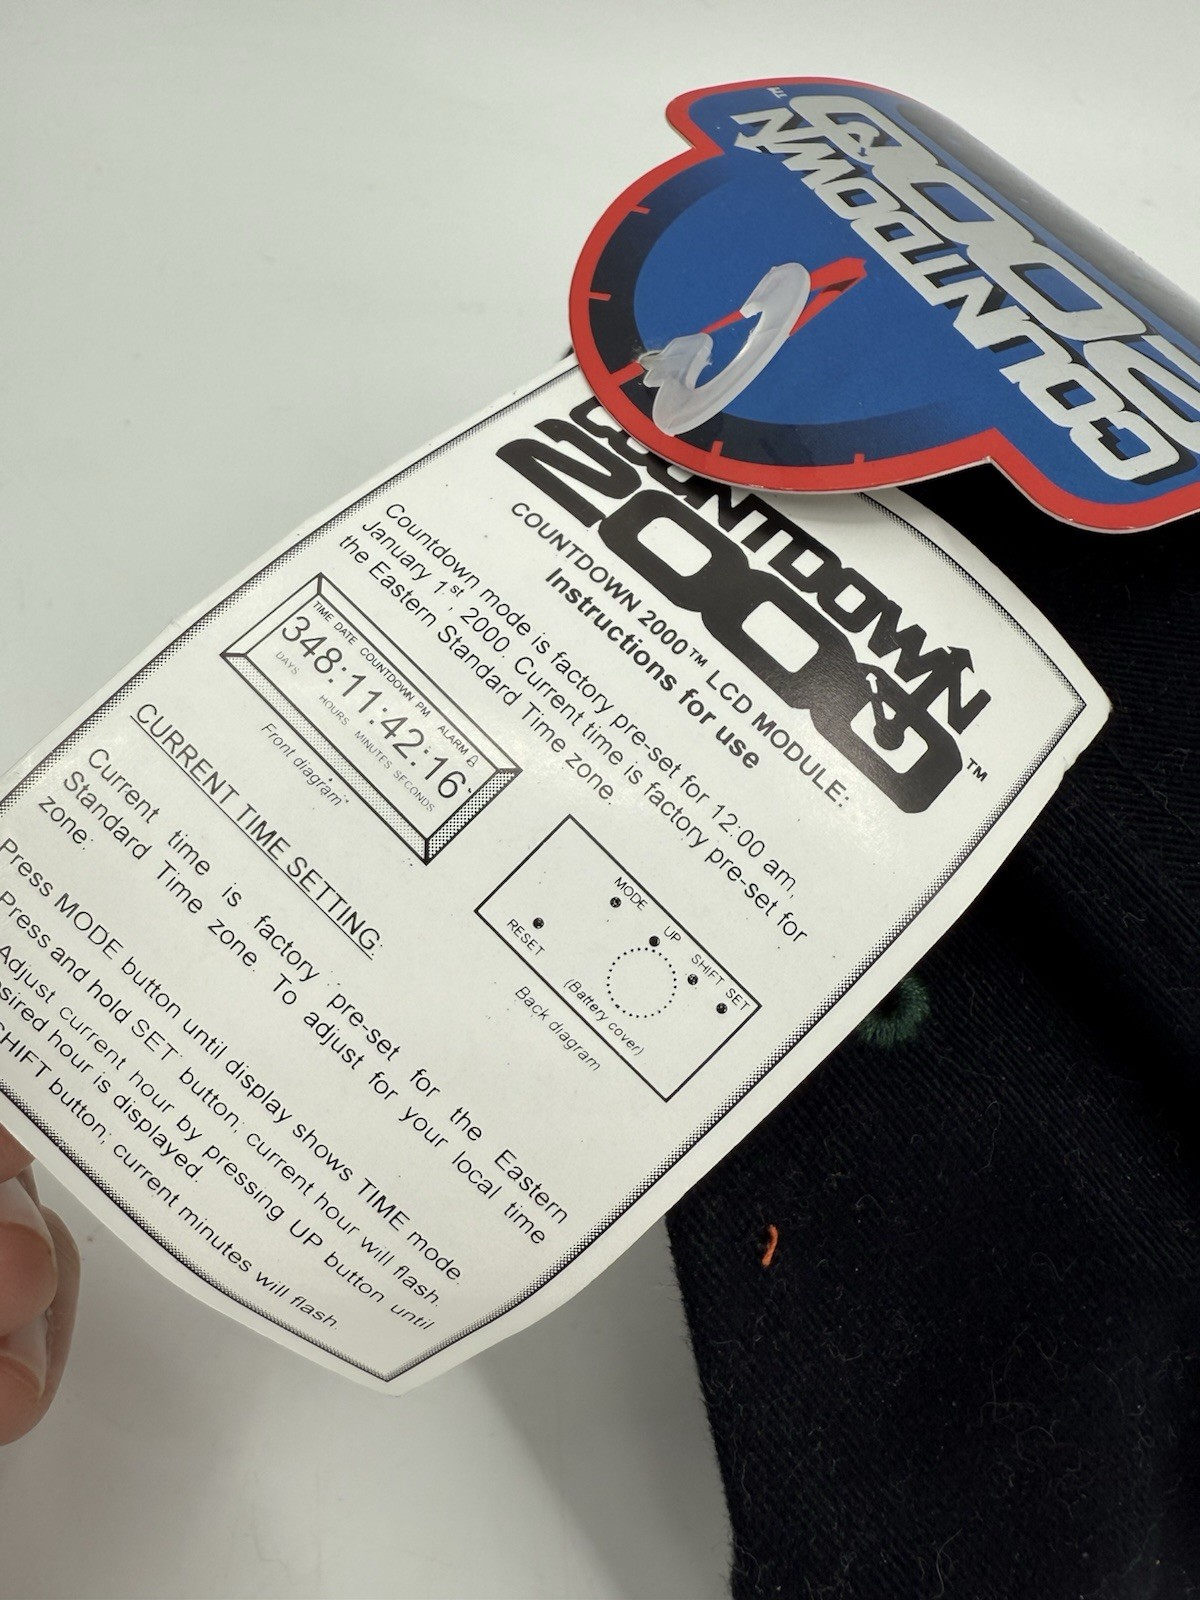 COUNTDOWN
2000
TM
COUNTDOWN
2000™
COUNTDOWN 2000™ LCD MODULE:
Instructions for use
Countdown mode is factory pre-set for 12:00 am,
January 1st, 2000. Current time is factory pre-set for
the Eastern Standard Time zone.
TIME DATE COUNTDOWN PM ALARM
348:11:42:16
DAYS HOURS MINUTES SECONDS
Front diagram
MODE UP SHIFT SET
RESET
(Battery cover)
Back diagram
CURRENT TIME SETTING:
Current time is factory pre-set for the Eastern
Standard Time zone. To adjust for your local time
zone:
Press MODE button until display shows TIME mode.
Press and hold SET button; current hour will flash.
Adjust current hour by pressing UP button until
hour is displayed.
SHIFT button; current minutes will flash.